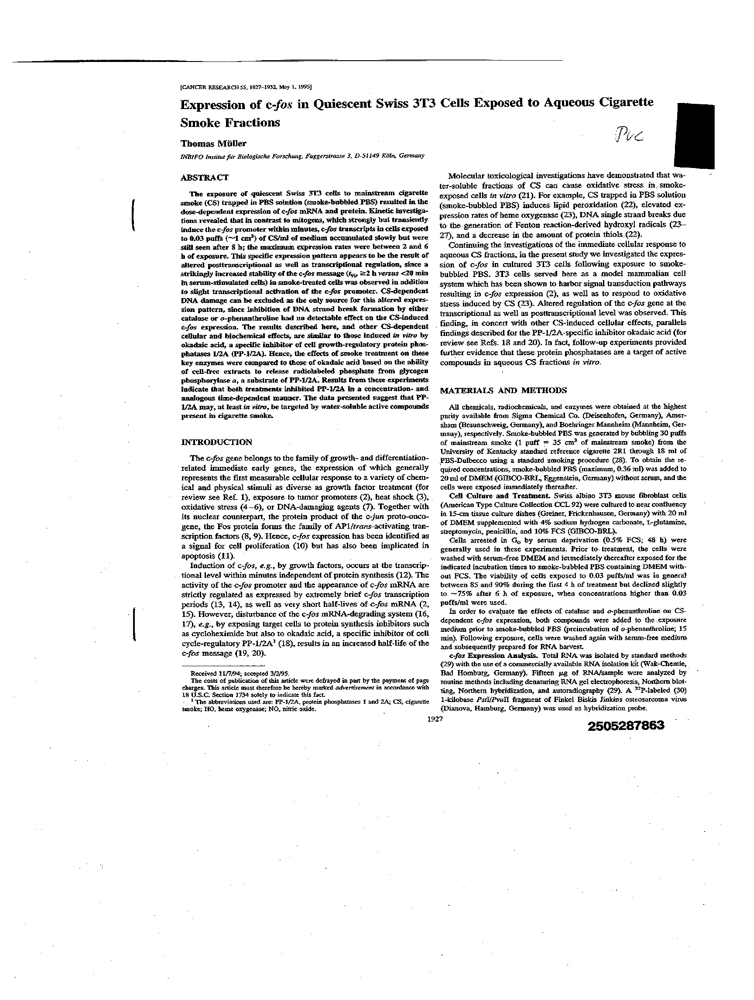 [CANCER RESEARCH 55, 1927-1932, May 1, 1995]
Expression of c-fos in Quiescent Swiss 3T3 Cells Exposed to Aqueous Cigarette
Smoke Fractions
Thomas Müller
INBIFO Institut für Biologische Forschung, Fuggerstrasse 3, D-51149 Köln, Germany
ABSTRACT
The exposure of quiescent Swiss 3T3 cells to mainstream cigarette
smoke (CS) trapped in PBS solution (smoke-bubbled PBS) resulted in the
dose-dependent expression of c-fos mRNA and protein. Kinetic investiga-
tions revealed that in contrast to mitogens, which strongly but transiently
induce the c-fos promoter within minutes, c-fos transcripts in cells exposed
to 0.03 puffs (~1 cm³) of CS/ml of medium accumulated slowly but were
still seen after 8 h; the maximum expression rates were between 2 and 6
h of exposure. This specific expression pattern appears to be the result of
altered posttranscriptional as well as transcriptional regulation, since a
strikingly increased stability of the c-fos message (t½, ≥2 h versus <20 min
in serum-stimulated cells) in smoke-treated cells was observed in addition
to slight transcriptional activation of the c-fos promoter. CS-dependent
DNA damage can be excluded as the only source for this altered expres-
sion pattern, since inhibition of DNA strand break formation by either
catalase or o-phenanthroline had no detectable effect on the CS-induced
c-fos expression. The results described here, and other CS-dependent
cellular and biochemical effects, are similar to those induced in vitro by
okadaic acid, a specific inhibitor of cell growth-regulatory protein phos-
phatases 1/2A (PP-1/2A). Hence, the effects of smoke treatment on these
key enzymes were compared to those of okadaic acid based on the ability
of cell-free extracts to release radiolabeled phosphate from glycogen
phosphorylase a, a substrate of PP-1/2A. Results from these experiments
indicate that both treatments inhibited PP-1/2A in a concentration- and
analogous time-dependent manner. The data presented suggest that PP-
1/2A may, at least in vitro, be targeted by water-soluble active compounds
present in cigarette smoke.
INTRODUCTION
The c-fos gene belongs to the family of growth- and differentiation-
related immediate early genes, the expression of which generally
represents the first measurable cellular response to a variety of chem-
ical and physical stimuli as diverse as growth factor treatment (for
review see Ref. 1), exposure to tumor promoters (2), heat shock (3),
oxidative stress (4-6), or DNA-damaging agents (7). Together with
its nuclear counterpart, the protein product of the c-jun proto-onco-
gene, the Fos protein forms the family of AP1/trans-activating tran-
scription factors (8, 9). Hence, c-fos expression has been identified as
a signal for cell proliferation (10) but has also been implicated in
apoptosis (11).
Induction of c-fos, e.g., by growth factors, occurs at the transcrip-
tional level within minutes independent of protein synthesis (12). The
activity of the c-fos promoter and the appearance of c-fos mRNA are
strictly regulated as expressed by extremely brief c-fos transcription
periods (13, 14), as well as very short half-lives of c-fos mRNA (2,
15). However, disturbance of the c-fos mRNA-degrading system (16,
17), e.g., by exposing target cells to protein synthesis inhibitors such
as cycloheximide but also to okadaic acid, a specific inhibitor of cell
cycle-regulatory PP-1/2A¹ (18), results in an increased half-life of the
c-fos message (19, 20).
Received 11/7/94; accepted 3/2/95.
The costs of publication of this article were defrayed in part by the payment of page
charges. This article must therefore be hereby marked advertisement in accordance with
18 U.S.C. Section 1734 solely to indicate this fact.
¹ The abbreviations used are: PP-1/2A, protein phosphatases 1 and 2A; CS, cigarette
smoke; HO, heme oxygenase; NO, nitric oxide.
Molecular toxicological investigations have demonstrated that wa-
ter-soluble fractions of CS can cause oxidative stress in smoke-
exposed cells in vitro (21). For example, CS trapped in PBS solution
(smoke-bubbled PBS) induces lipid peroxidation (22), elevated ex-
pression rates of heme oxygenase (23), DNA single strand breaks due
to the generation of Fenton reaction-derived hydroxyl radicals (23-
27), and a decrease in the amount of protein thiols (22).
Continuing the investigations of the immediate cellular response to
aqueous CS fractions, in the present study we investigated the expres-
sion of c-fos in cultured 3T3 cells following exposure to smoke-
bubbled PBS. 3T3 cells served here as a model mammalian cell
system which has been shown to harbor signal transduction pathways
resulting in c-fos expression (2), as well as to respond to oxidative
stress induced by CS (23). Altered regulation of the c-fos gene at the
transcriptional as well as posttranscriptional level was observed. This
finding, in concert with other CS-induced cellular effects, parallels
findings described for the PP-1/2A-specific inhibitor okadaic acid (for
review see Refs. 18 and 20). In fact, follow-up experiments provided
further evidence that these protein phosphatases are a target of active
compounds in aqueous CS fractions in vitro.
MATERIALS AND METHODS
All chemicals, radiochemicals, and enzymes were obtained at the highest
purity available from Sigma Chemical Co. (Deisenhofen, Germany), Amer-
sham (Braunschweig, Germany), and Boehringer Mannheim (Mannheim, Ger-
many), respectively. Smoke-bubbled PBS was generated by bubbling 30 puffs
of mainstream smoke (1 puff = 35 cm³ of mainstream smoke) from the
University of Kentucky standard reference cigarette 2R1 through 18 ml of
PBS-Dulbecco using a standard smoking procedure (28). To obtain the re-
quired concentrations, smoke-bubbled PBS (maximum, 0.36 ml) was added to
20 ml of DMEM (GIBCO-BRL, Eggenstein, Germany) without serum, and the
cells were exposed immediately thereafter.
Cell Culture and Treatment. Swiss albino 3T3 mouse fibroblast cells
(American Type Culture Collection CCL 92) were cultured to near confluency
in 15-cm tissue culture dishes (Greiner, Frickenhausen, Germany) with 20 ml
of DMEM supplemented with 4% sodium hydrogen carbonate, L-glutamine,
streptomycin, penicillin, and 10% FCS (GIBCO-BRL).
Cells arrested in G₀ by serum deprivation (0.5% FCS; 48 h) were
generally used in these experiments. Prior to treatment, the cells were
washed with serum-free DMEM and immediately thereafter exposed for the
indicated incubation times to smoke-bubbled PBS containing DMEM with-
out FCS. The viability of cells exposed to 0.03 puffs/ml was in general
between 85 and 90% during the first 4 h of treatment but declined slightly
to ~75% after 6 h of exposure, when concentrations higher than 0.03
puffs/ml were used.
In order to evaluate the effects of catalase and o-phenanthroline on CS-
dependent c-fos expression, both compounds were added to the exposure
medium prior to smoke-bubbled PBS (preincubation of o-phenanthroline; 15
min). Following exposure, cells were washed again with serum-free medium
and subsequently prepared for RNA harvest.
c-fos Expression Analysis. Total RNA was isolated by standard methods
(29) with the use of a commercially available RNA isolation kit (Wak-Chemie,
Bad Homburg, Germany). Fifteen µg of RNA/sample were analyzed by
routine methods including denaturing RNA gel electrophoresis, Northern blot-
ting, Northern hybridization, and autoradiography (29). A ³²P-labeled (30)
1-kilobase PstI/PvuII fragment of Finkel Biskis Jinkins osteosarcoma virus
(Dianova, Hamburg, Germany) was used as hybridization probe.
1927
2505287863